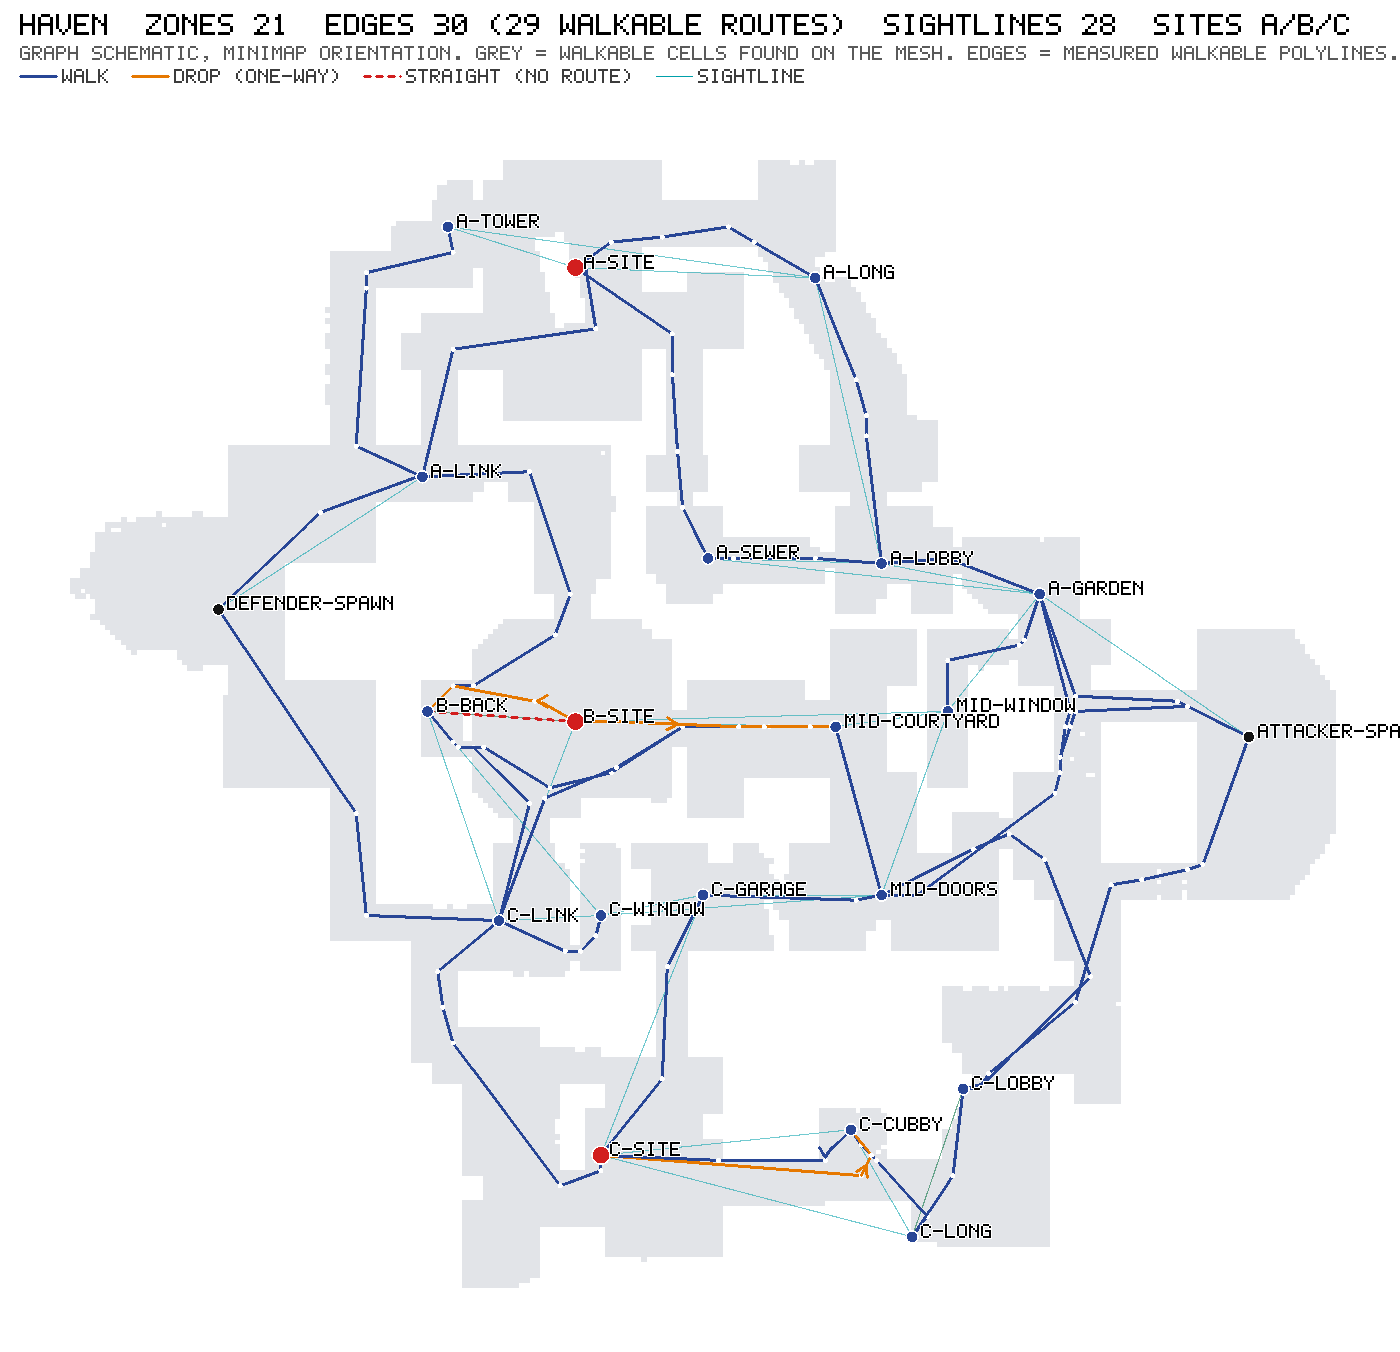 HAVEN  ZONES 21  EDGES 30 (29 WALKABLE ROUTES)  SIGHTLINES 28  SITES A/B/C
GRAPH SCHEMATIC, MINIMAP ORIENTATION. GREY = WALKABLE CELLS FOUND ON THE MESH. EDGES = MEASURED WALKABLE POLYLINES.
WALK  DROP (ONE-WAY)  STRAIGHT (NO ROUTE)  SIGHTLINE
A-TOWER
A-SITE
A-LONG
A-LINK
A-SEWER
A-LOBBY
A-GARDEN
DEFENDER-SPAWN
B-BACK
B-SITE
MID-WINDOW
MID-COURTYARD
ATTACKER-SPA
C-GARAGE
MID-DOORS
C-LINK
C-WINDOW
C-LOBBY
C-CUBBY
C-SITE
C-LONG